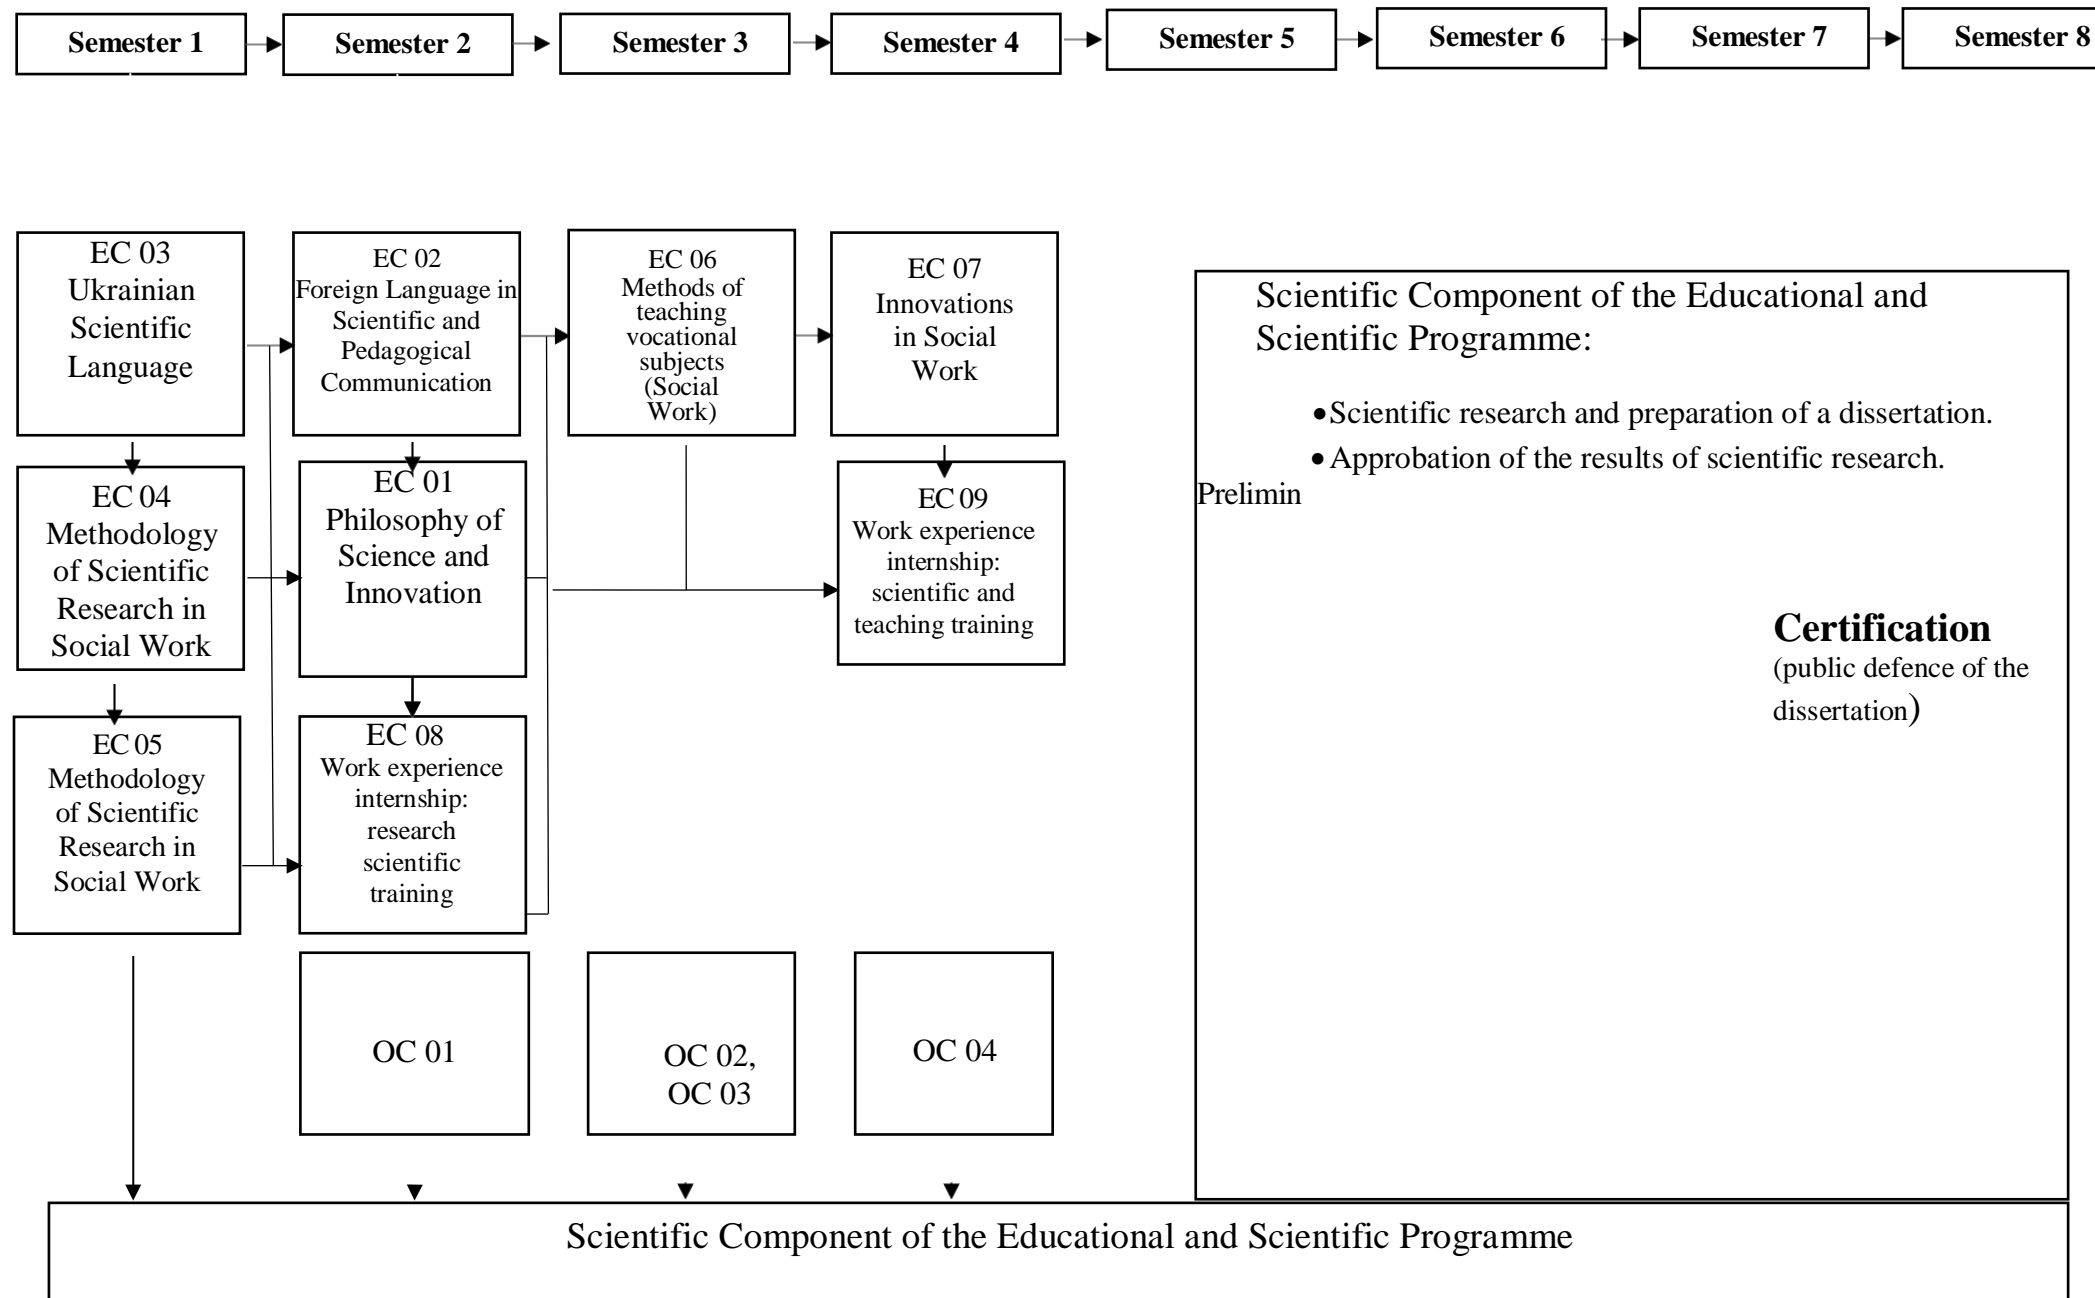 Semester 1
Semester 2
Semester 3
Semester 4
Semester 5
Semester 6
Semester 7
Semester 8
EC 03
Ukrainian
Scientific
Language
EC 02
Foreign Language in
Scientific and
Pedagogical
Communication
EC 06
Methods of
teaching
vocational
subjects
(Social
Work)
EC 07
Innovations
in Social
Work
EC 04
Methodology
of Scientific
Research in
Social Work
EC 01
Philosophy of
Science and
Innovation
EC 09
Work experience
internship:
scientific and
teaching training
EC 05
Methodology
of Scientific
Research in
Social Work
EC 08
Work experience
internship:
research
scientific
training
OC 01
OC 02,
OC 03
OC 04
Scientific Component of the Educational and
Scientific Programme:
•Scientific research and preparation of a dissertation.
• Approbation of the results of scientific research.
Prelimin
Certification
(public defence of the
dissertation)
Scientific Component of the Educational and Scientific Programme